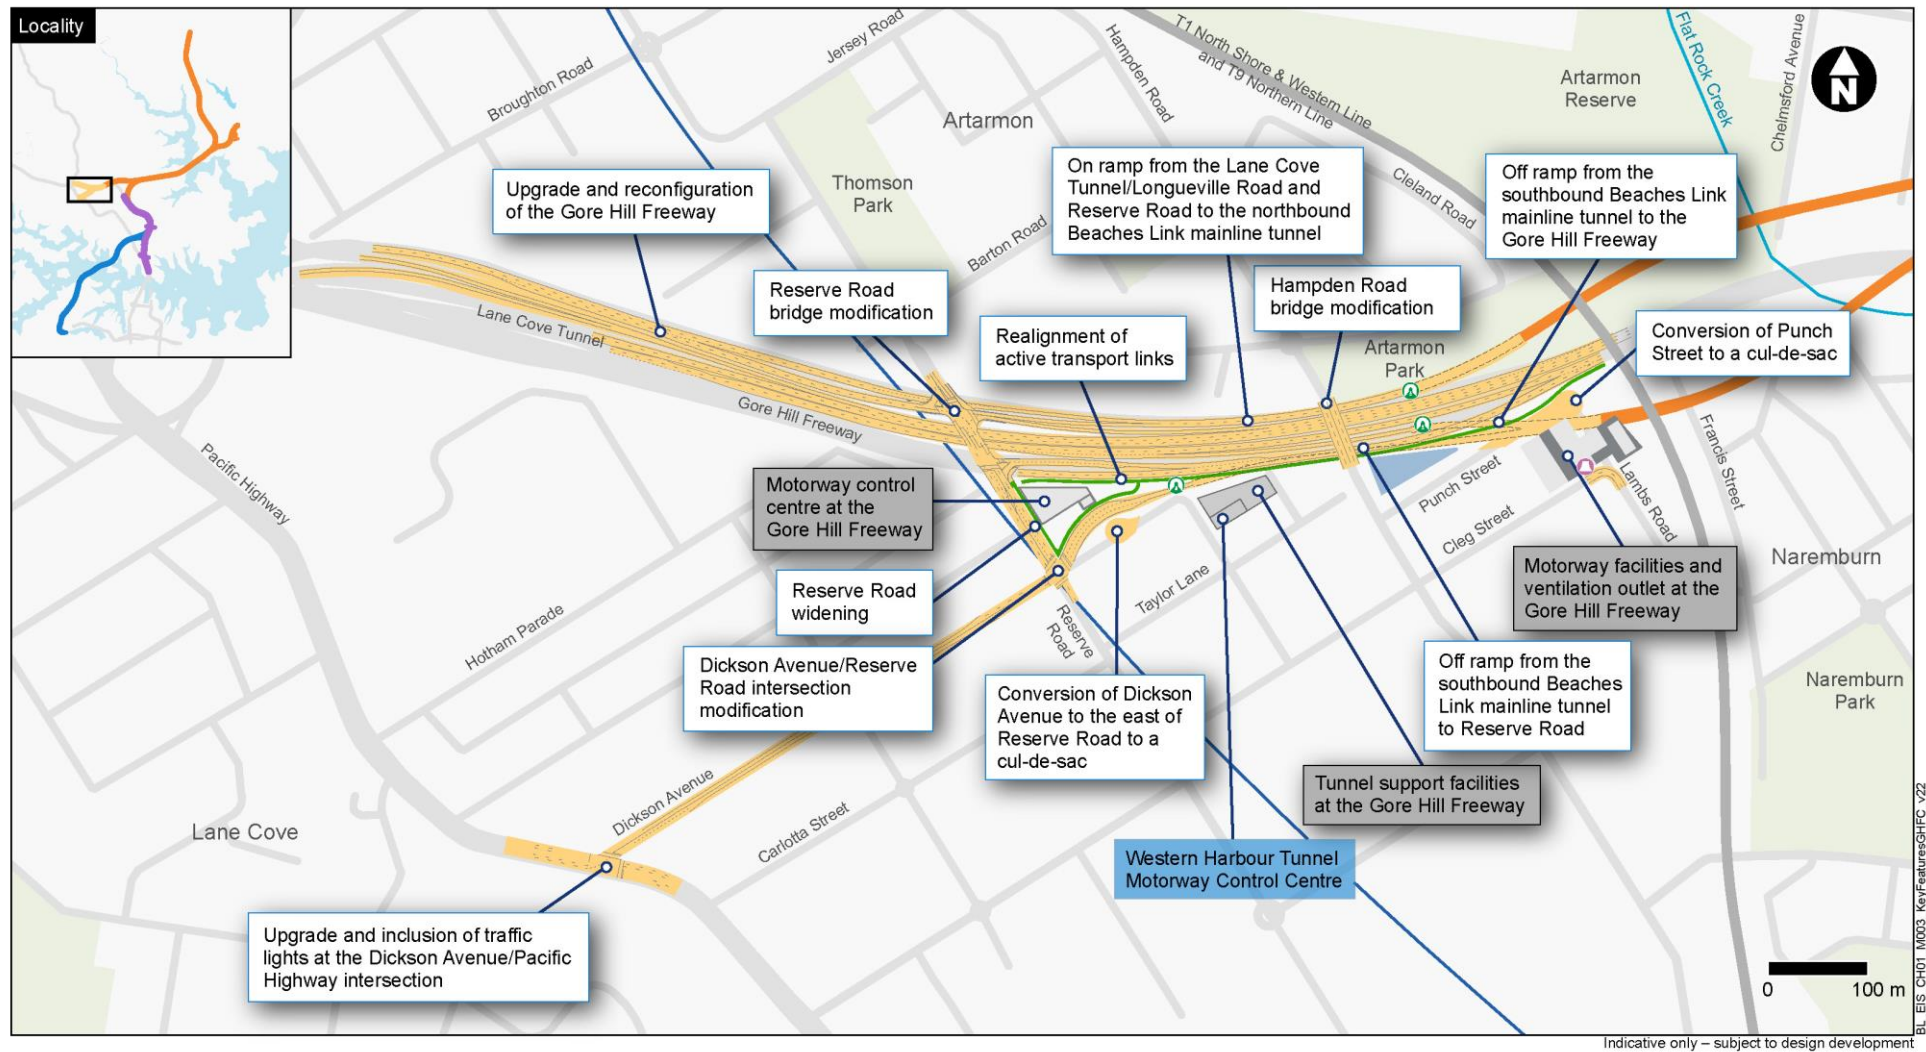 Locality
Broughton Road
Jersey Road
Hampden Road
T1 North Shore & Western Line
and T9 Northern Line
Artarmon
Reserve
Flat Rock Creek
Chelmsford Avenue
N
Artarmon
Thomson
Park
Barton Road
Cleland Road
Upgrade and reconfiguration
of the Gore Hill Freeway
On ramp from the Lane Cove
Tunnel/Longueville Road and
Reserve Road to the northbound
Beaches Link mainline tunnel
Off ramp from the
southbound Beaches Link
mainline tunnel to the
Gore Hill Freeway
Reserve Road
bridge modification
Hampden Road
bridge modification
Realignment of
active transport links
Conversion of Punch
Street to a cul-de-sac
Artarmon
Park
Lane Cove Tunnel
Gore Hill Freeway
Pacific Highway
Francis Street
Punch Street
Cleg Street
Lambs Road
Naremburn
Motorway control
centre at the
Gore Hill Freeway
Motorway facilities and
ventilation outlet at the
Gore Hill Freeway
Reserve Road
widening
Taylor Lane
Reserve
Road
Hotham Parade
Dickson Avenue/Reserve
Road intersection
modification
Conversion of Dickson
Avenue to the east of
Reserve Road to a
cul-de-sac
Off ramp from the
southbound Beaches
Link mainline tunnel
to Reserve Road
Naremburn
Park
Tunnel support facilities
at the Gore Hill Freeway
Dickson Avenue
Carlotta Street
Lane Cove
Western Harbour Tunnel
Motorway Control Centre
Upgrade and inclusion of traffic
lights at the Dickson Avenue/Pacific
Highway intersection
0 100 m
BL_EIS_CH01_M003_KeyFeaturesGHFC_v22
Indicative only – subject to design development